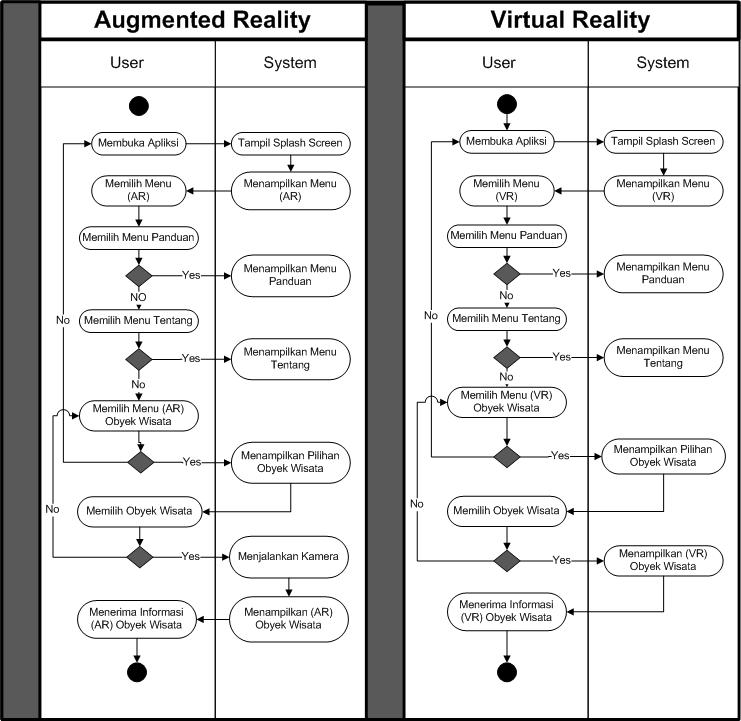 Augmented Reality
User
System
Membuka Apliksi
Tampil Splash Screen
Memilih Menu
(AR)
Menampilkan Menu
(AR)
Memilih Menu Panduan
Yes
Menampilkan Menu
Panduan
NO
No
Memilih Menu Tentang
Yes
Menampilkan Menu
Tentang
No
Memilih Menu (AR)
Obyek Wisata
Yes
Menampilkan Pilihan
Obyek Wisata
No
Memilih Obyek Wisata
Yes
Menjalankan Kamera
Menerima Informasi
(AR) Obyek Wisata
Menampilkan (AR)
Obyek Wisata
Virtual Reality
User
System
Membuka Apliksi
Tampil Splash Screen
Memilih Menu
(VR)
Menampilkan Menu
(VR)
Memilih Menu Panduan
Yes
Menampilkan Menu
Panduan
No
No
Memilih Menu Tentang
Yes
Menampilkan Menu
Tentang
No
Memilih Menu (VR)
Obyek Wisata
Yes
Menampilkan Pilihan
Obyek Wisata
No
Memilih Obyek Wisata
Yes
Menampilkan (VR)
Obyek Wisata
Menerima Informasi
(VR) Obyek Wisata